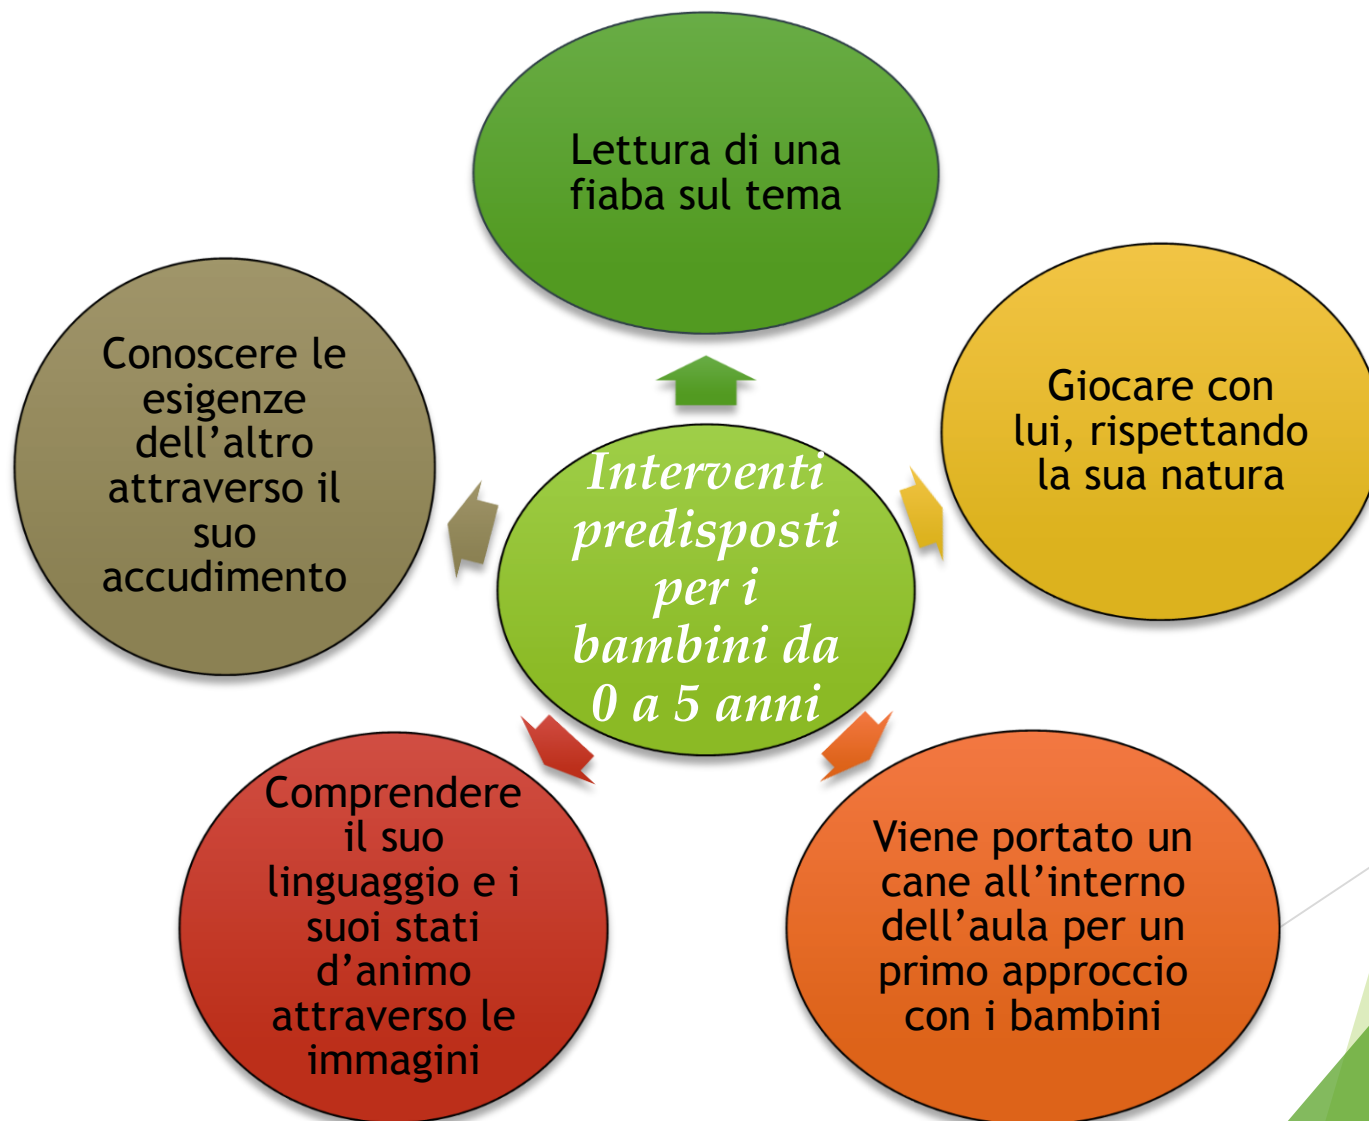 Lettura di una
fiaba sul tema
Conoscere le
esigenze
dell’altro
attraverso il
suo
accudimento
Giocare con
lui, rispettando
la sua natura
Interventi
predisposti
per i
bambini da
0 a 5 anni
Comprendere
il suo
linguaggio e i
suoi stati
d’animo
attraverso le
immagini
Viene portato un
cane all’interno
dell’aula per un
primo approccio
con i bambini